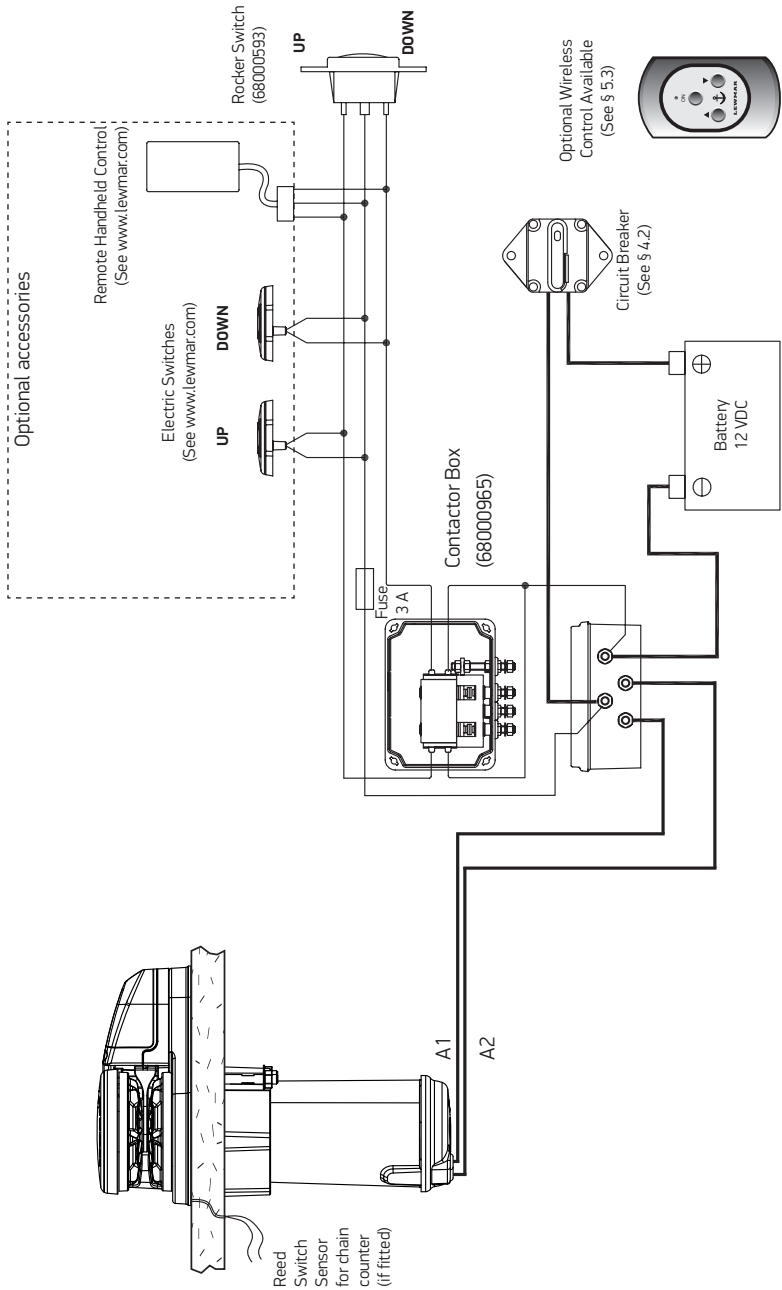 Optional accessories
Rocker Switch
(68000593)
UP
DOWN
Remote Handheld Control
(See www.lewmar.com)
Electric Switches
(See www.lewmar.com)
UP
DOWN
Optional Wireless
Control Available
(See § 5.3)
ON
LEWMAR
Fuse
3 A
Contactor Box
(68000965)
Circuit Breaker
(See § 4.2)
Battery
12 VDC
A1
A2
Reed
Switch
Sensor
for chain
counter
(if fitted)